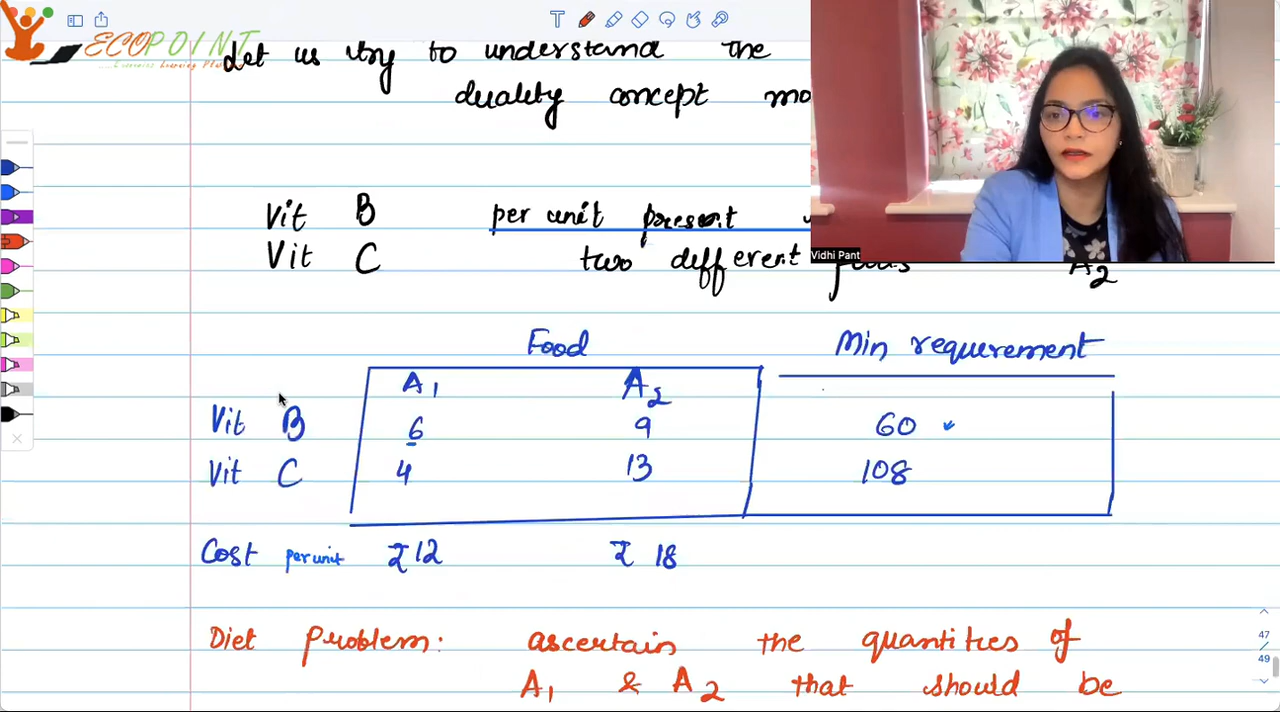 ECOPOINT
Let us try to understand the
duality concept
Vit B per unit present
Vit C two different
A2
Vidhi Pant
Food Min requrement
A1 A2
Vit B 6 9 60
Vit C 4 13 108
Cost per unit ₹12 ₹ 18
Diet Problem: ascertain the quantities of
A1 & A2 that should be
47
/
49